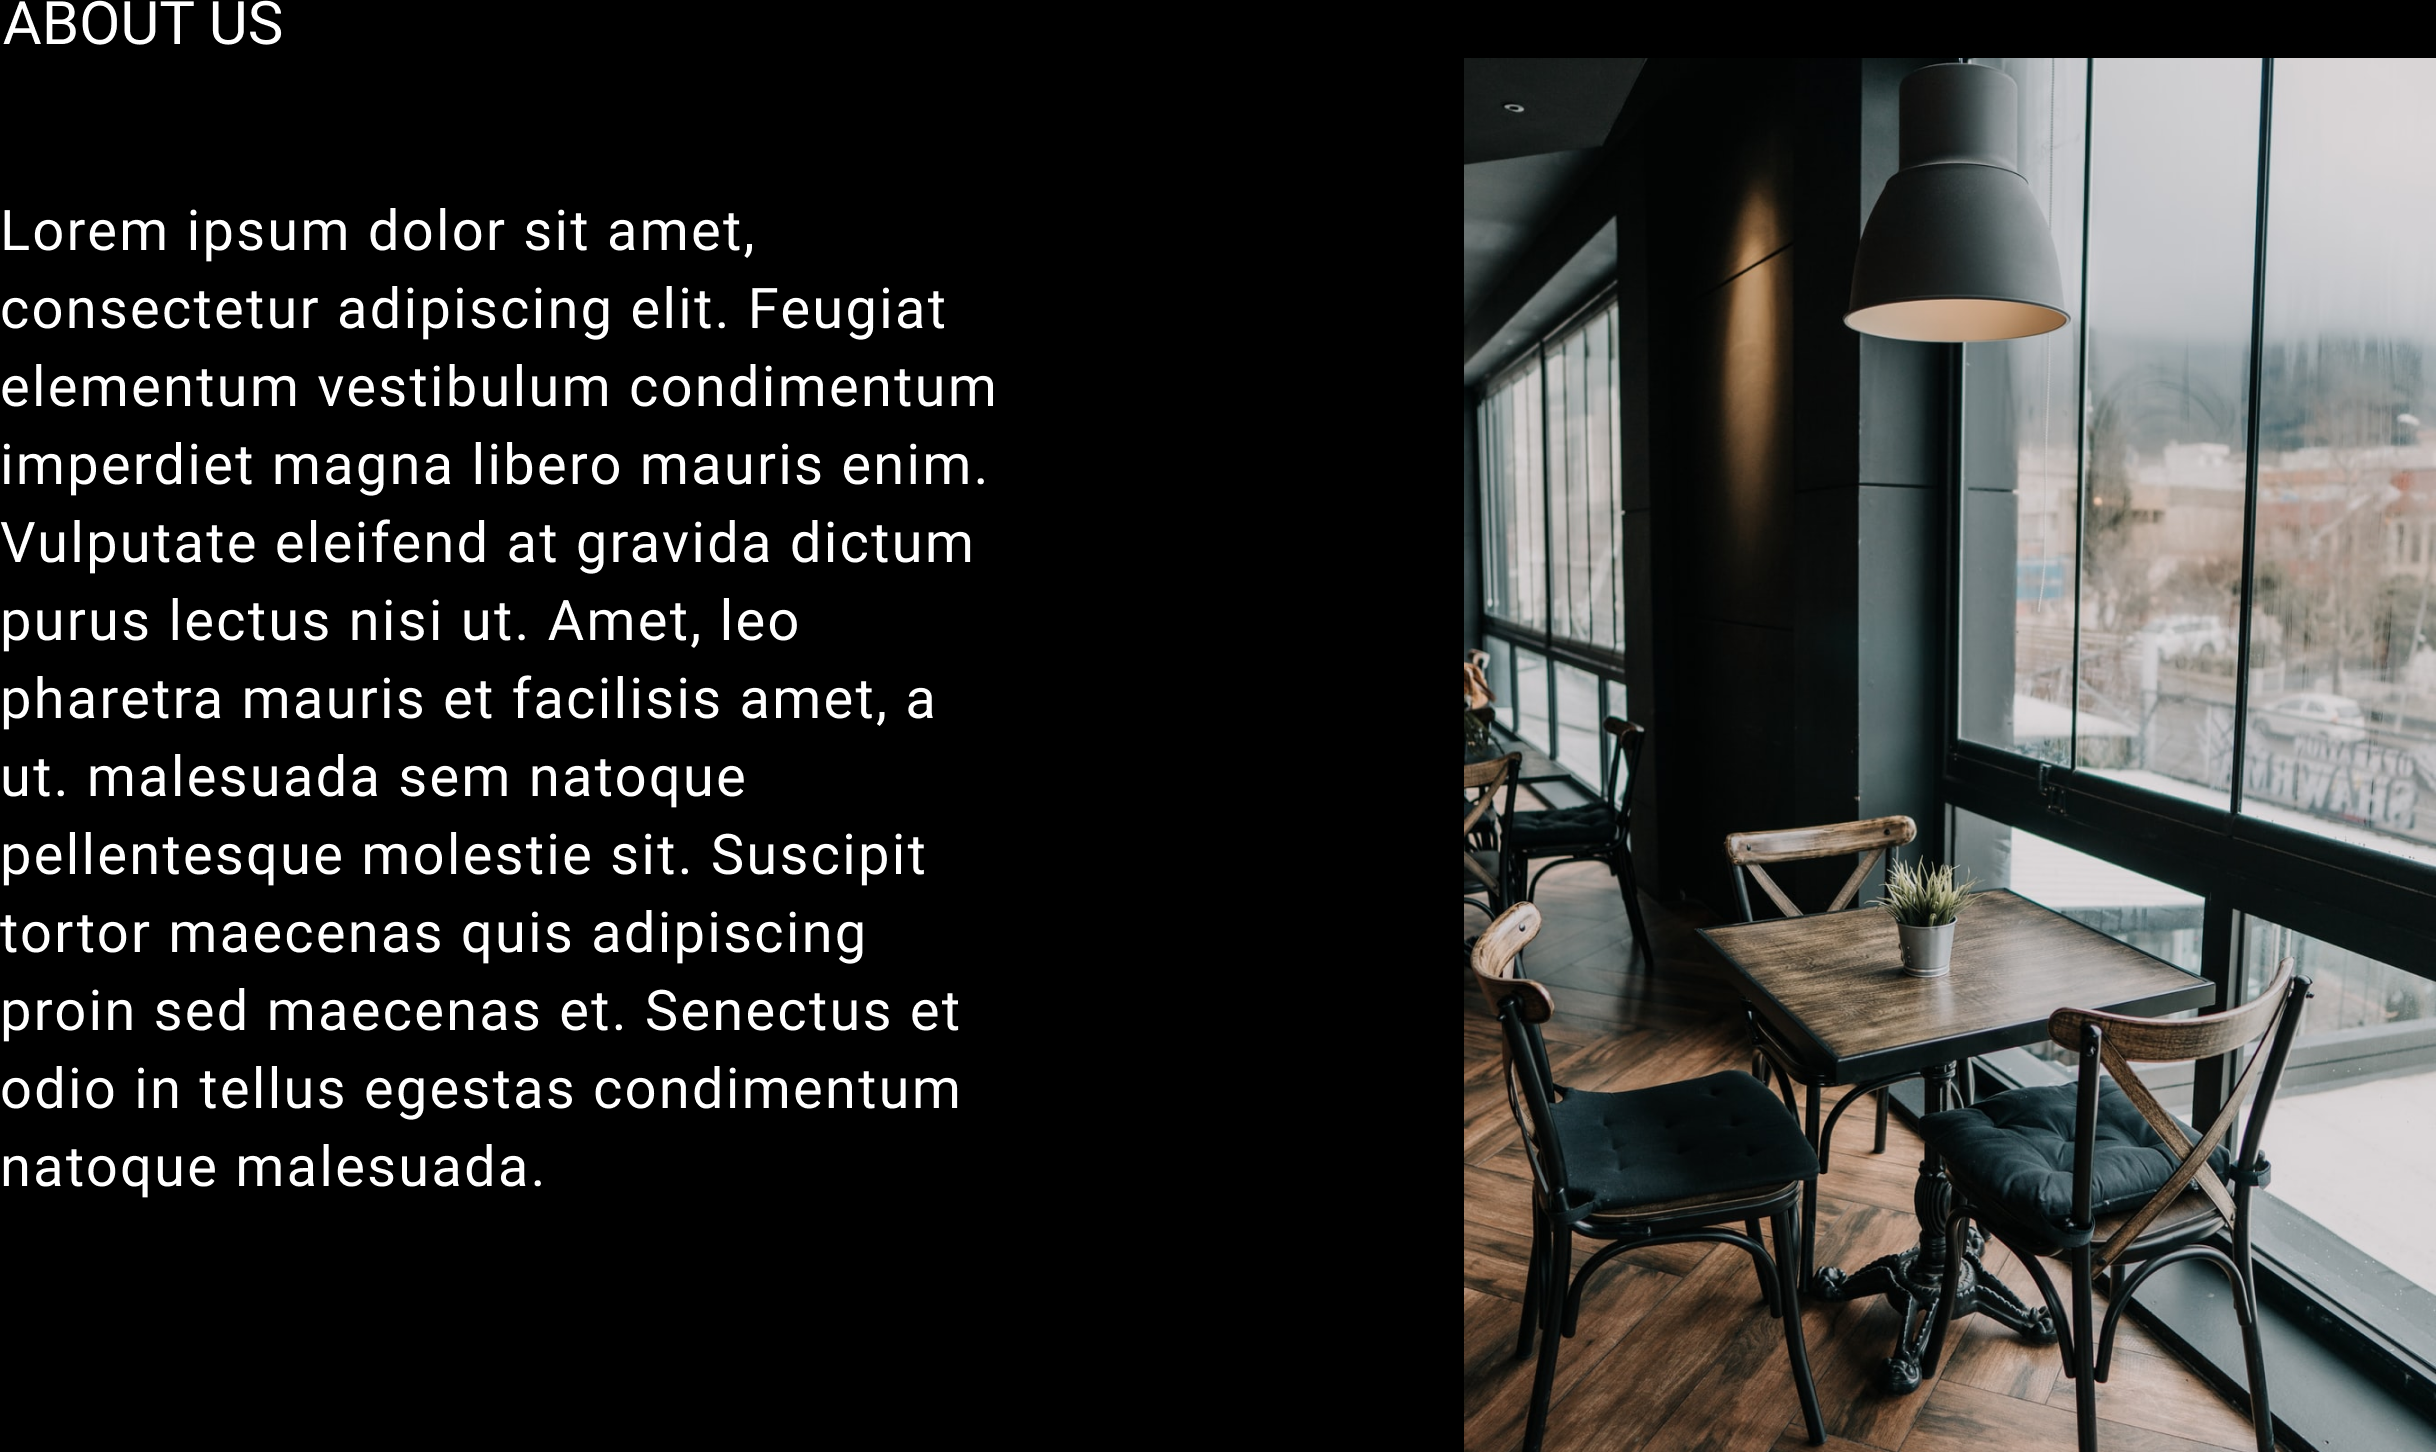 ABOUT US
Lorem ipsum dolor sit amet,
consectetur adipiscing elit. Feugiat
elementum vestibulum condimentum
imperdiet magna libero mauris enim.
Vulputate eleifend at gravida dictum
purus lectus nisi ut. Amet, leo
pharetra mauris et facilisis amet, a
ut. malesuada sem natoque
pellentesque molestie sit. Suscipit
tortor maecenas quis adipiscing
proin sed maecenas et. Senectus et
odio in tellus egestas condimentum
natoque malesuada.